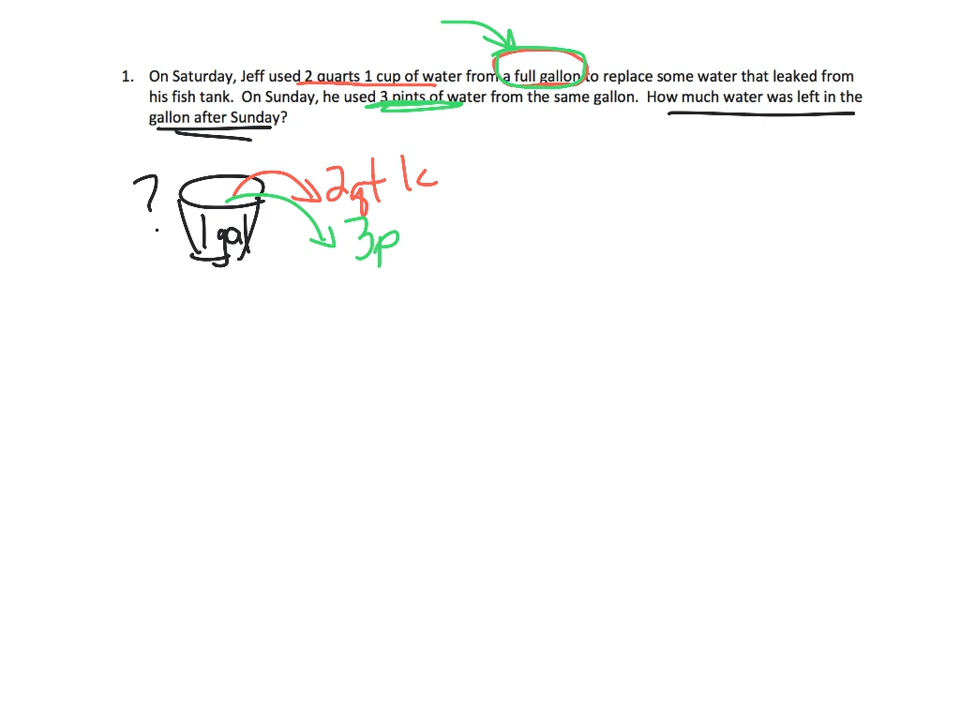 1. On Saturday, Jeff used 2 quarts 1 cup of water from a full gallon to replace some water that leaked from
his fish tank. On Sunday, he used 3 pints of water from the same gallon. How much water was left in the
gallon after Sunday?
? 2qt 1c
1 gal 3p